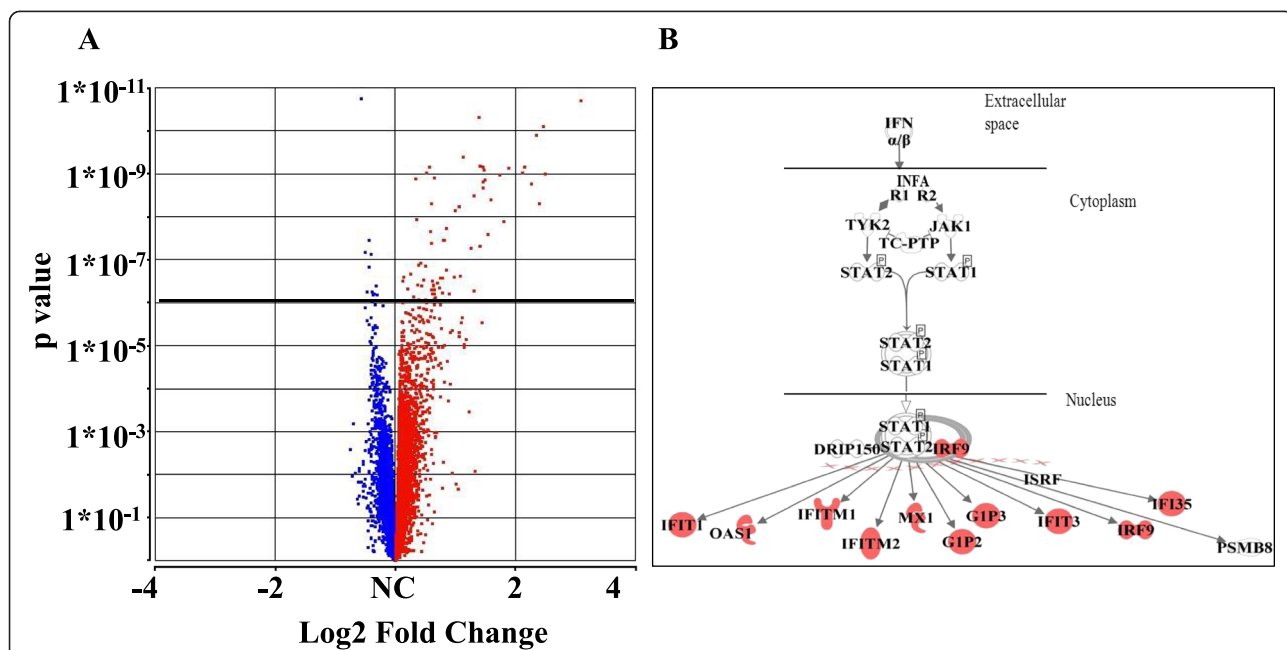 A
B
1*10-11
1*10-9
1*10-7
1*10-5
1*10-3
1*10-1
p value
-4
-2
NC
2
4
Log2 Fold Change
Extracellular
space
IFN
α/β
INFA
R1 R2
Cytoplasm
TYK2
JAK1
TC-PTP
P
P
STAT2
STAT1
P
STAT2
P
STAT1
Nucleus
P
STAT1
P
DRIP150
STAT2
IRF9
ISRF
IFIT1
OAS1
IFITM1
IFITM2
MX1
G1P2
G1P3
IFIT3
IRF9
IFI35
PSMB8